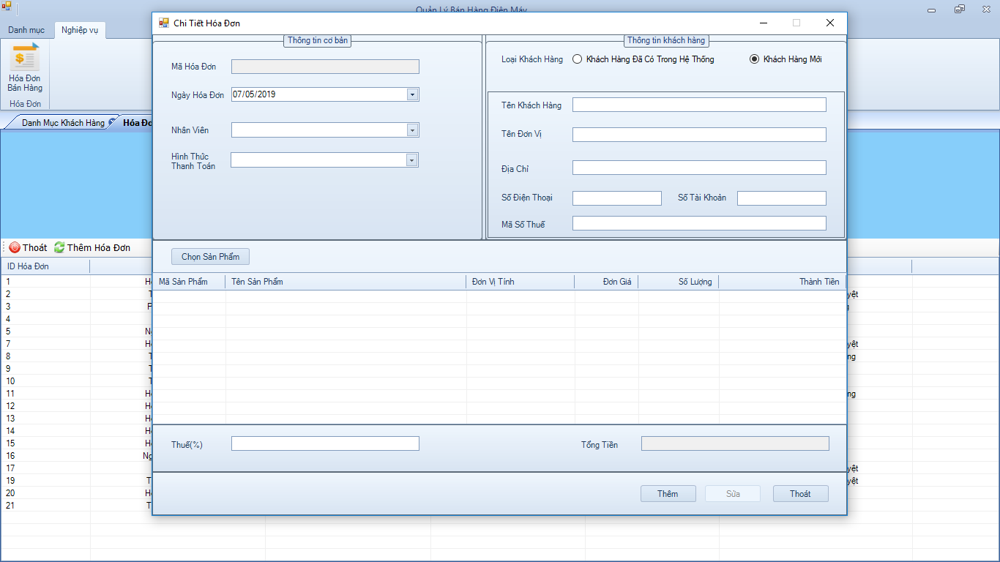 Quản Lý Bán Hàng Điện Máy
Danh mục
Nghiệp vụ
Hóa Đơn
Bán Hàng
Hóa Đơn
Danh Mục Khách Hàng
Thoát
Thêm Hóa Đơn
ID Hóa Đơn
1
2
3
4
5
7
8
9
10
11
12
13
14
15
16
17
19
20
21
Chi Tiết Hóa Đơn
Thông tin cơ bản
Mã Hóa Đơn
Ngày Hóa Đơn 07/05/2019
Nhân Viên
Hình Thức
Thanh Toán
Thông tin khách hàng
Loại Khách Hàng Khách Hàng Đã Có Trong Hệ Thống Khách Hàng Mới
Tên Khách Hàng
Tên Đơn Vị
Địa Chỉ
Số Điện Thoại Số Tài Khoản
Mã Số Thuế
Chọn Sản Phẩm
Mã Sản Phẩm Tên Sản Phẩm Đơn Vị Tính Đơn Giá Số Lượng Thành Tiền
Thuế(%) Tổng Tiền
Thêm Sửa Thoát